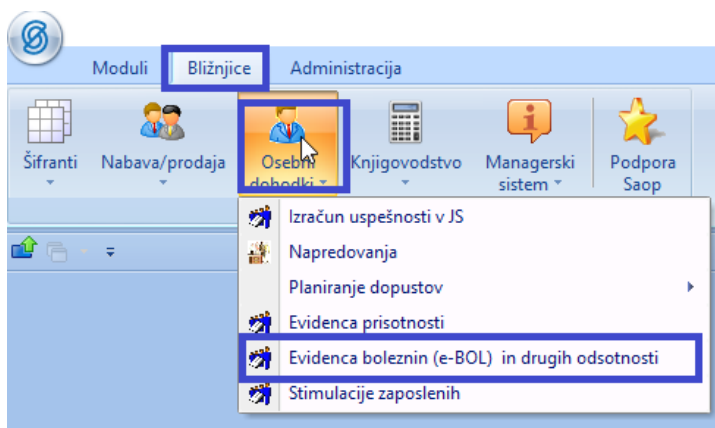 Moduli Bližnjice Administracija
Šifranti Nabava/prodaja Osebni Knjigovodstvo Managerski Podpora
dohodki sistem Saop
Izračun uspešnosti v JS
Napredovanja
Planiranje dopustov
Evidenca prisotnosti
Evidenca boleznin (e-BOL) in drugih odsotnosti
Stimulacije zaposlenih